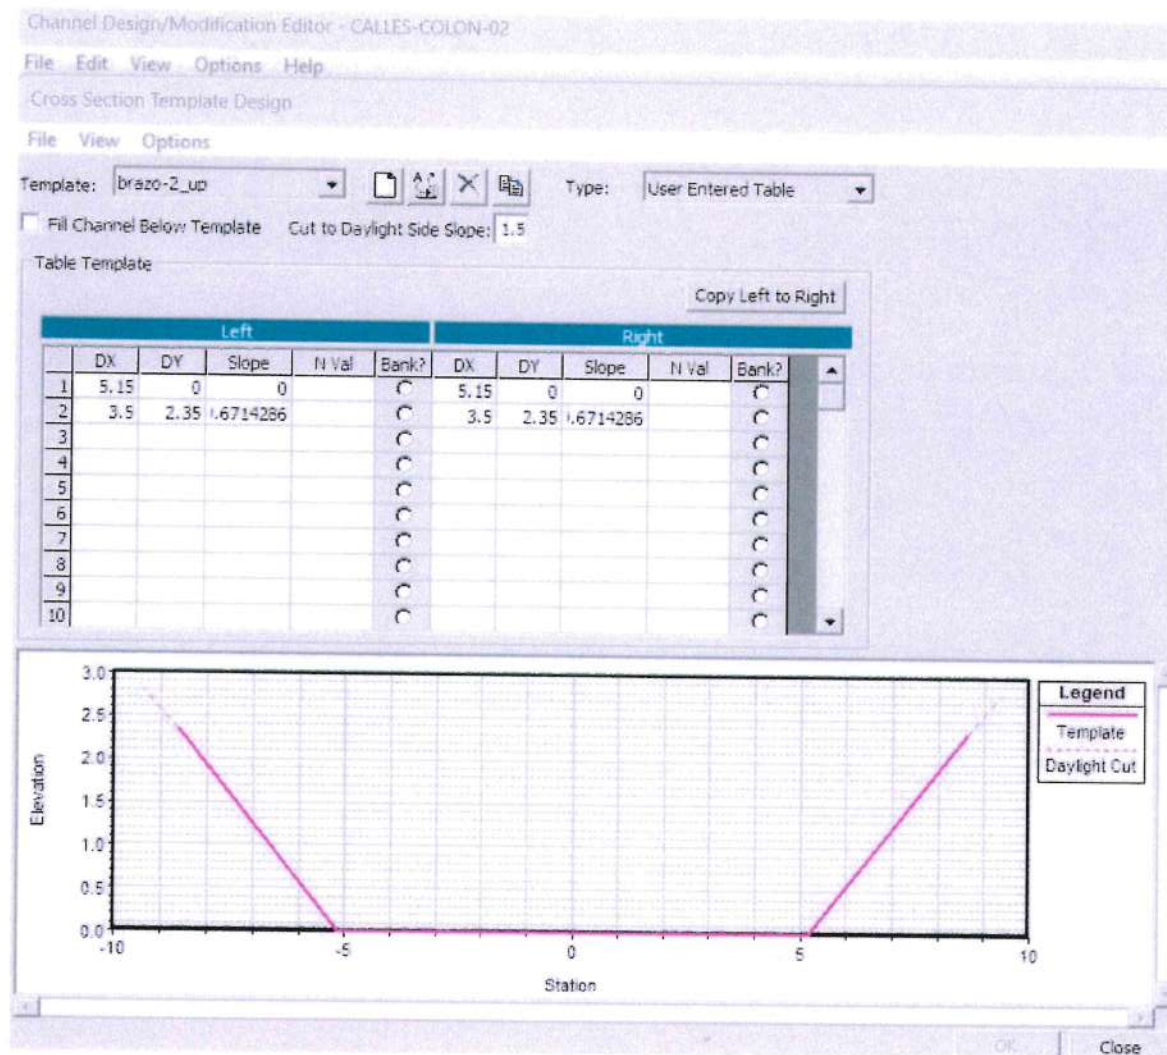 Channel Design/Modification Editor - CALLES-COLON-02
File Edit View Options Help
Cross Section Template Design
File View Options
Template: brazo-2_up Type: User Entered Table
Fill Channel Below Template Cut to Daylight Side Slope: 1.5
Table Template
Copy Left to Right
Left Right
DX DY Slope N Val Bank? DX DY Slope N Val Bank?
1 5.15 0 0 5.15 0 0
2 3.5 2.35 .6714286 3.5 2.35 .6714286
3
4
5
6
7
8
9
10
3.0
2.5
2.0
1.5
1.0
0.5
0.0
Elevation
-10 -5 0 5 10
Station
Legend
Template
Daylight Cut
OK Close